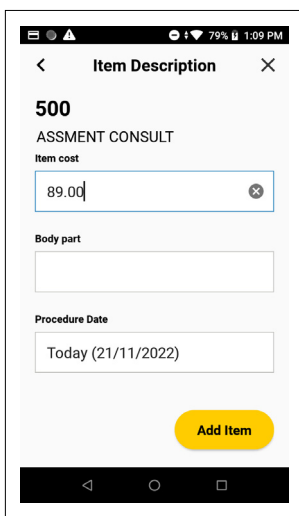 79% 1:09 PM
Item Description
500
ASSMENT CONSULT
Item cost
89.00
Body part
Procedure Date
Today (21/11/2022)
Add Item